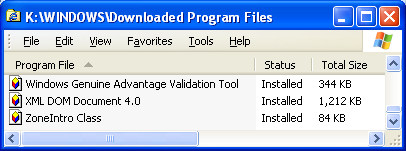 K:\WINDOWS\Downloaded Program Files
File Edit View Favorites Tools Help
Program File Status Total Size
Windows Genuine Advantage Validation Tool Installed 344 KB
XML DOM Document 4.0 Installed 1,212 KB
ZoneIntro Class Installed 84 KB